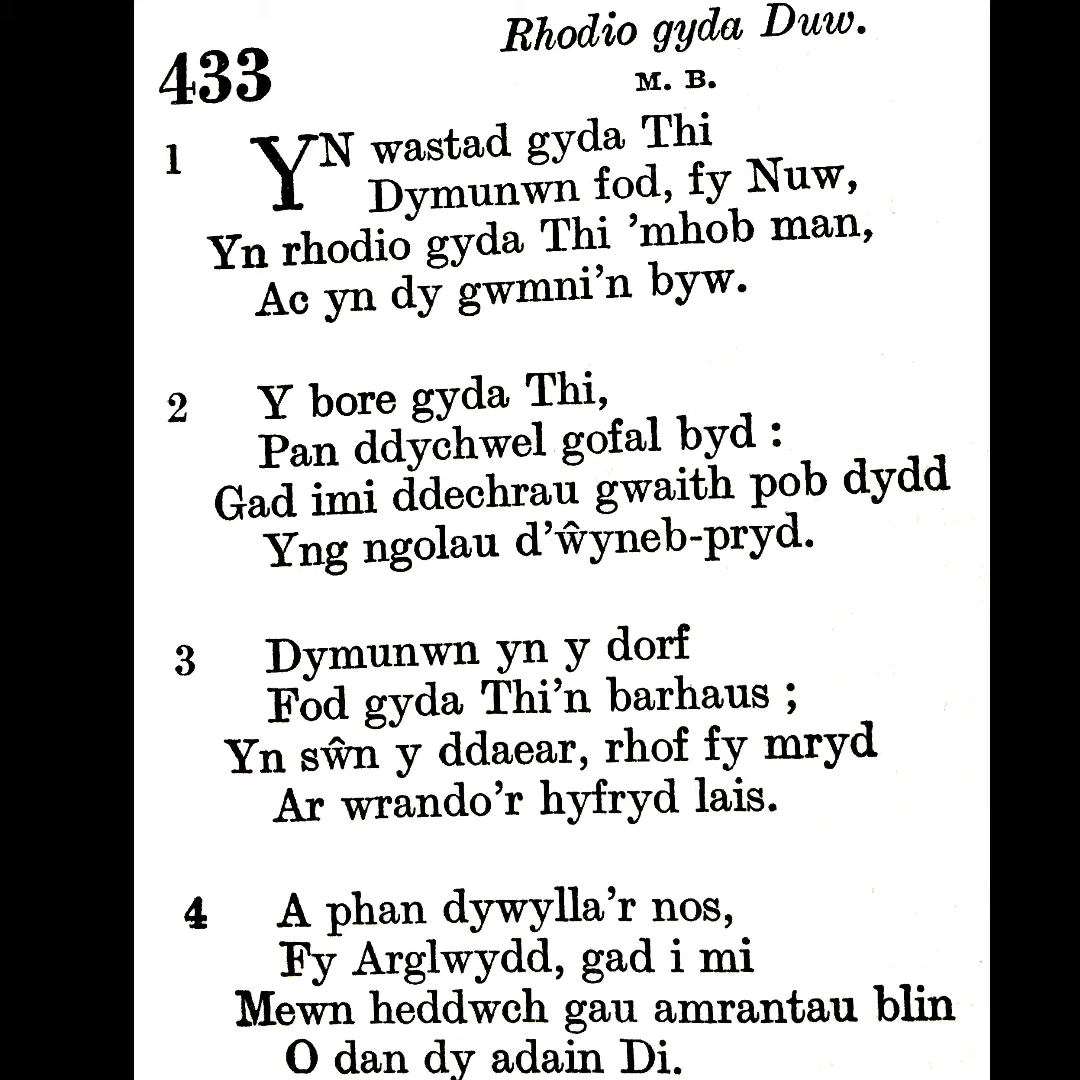 Rhodio gyda Duw.
433
M. B.
1 YN wastad gyda Thi
Dymunwn fod, fy Nuw,
Yn rhodio gyda Thi ’mhob man,
Ac yn dy gwmni’n byw.
2 Y bore gyda Thi,
Pan ddychwel gofal byd :
Gad imi ddechrau gwaith pob dydd
Yng ngolau d’ŵyneb-pryd.
3 Dymunwn yn y dorf
Fod gyda Thi’n barhaus ;
Yn sŵn y ddaear, rhof fy mryd
Ar wrando’r hyfryd lais.
4 A phan dywylla’r nos,
Fy Arglwydd, gad i mi
Mewn heddwch gau amrantau blin
O dan dy adain Di.